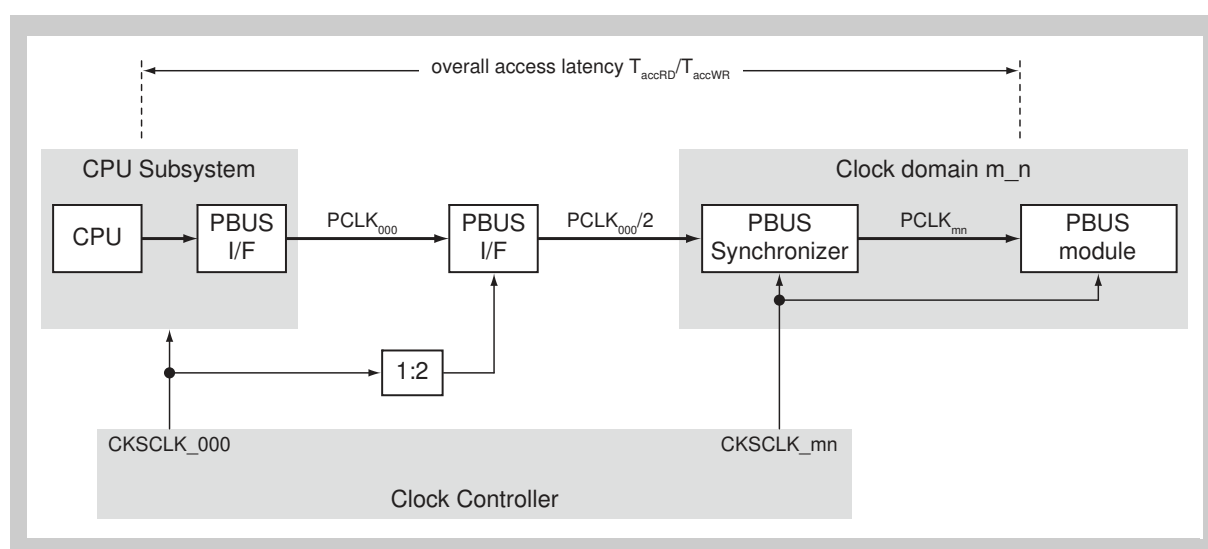 overall access latency TaccRD/TaccWR
CPU Subsystem
Clock domain m_n
CPU
PBUS
I/F
PCLK000
PBUS
I/F
PCLK000/2
PBUS
Synchronizer
PCLKmn
PBUS
module
1:2
CKSCLK_000
CKSCLK_mn
Clock Controller